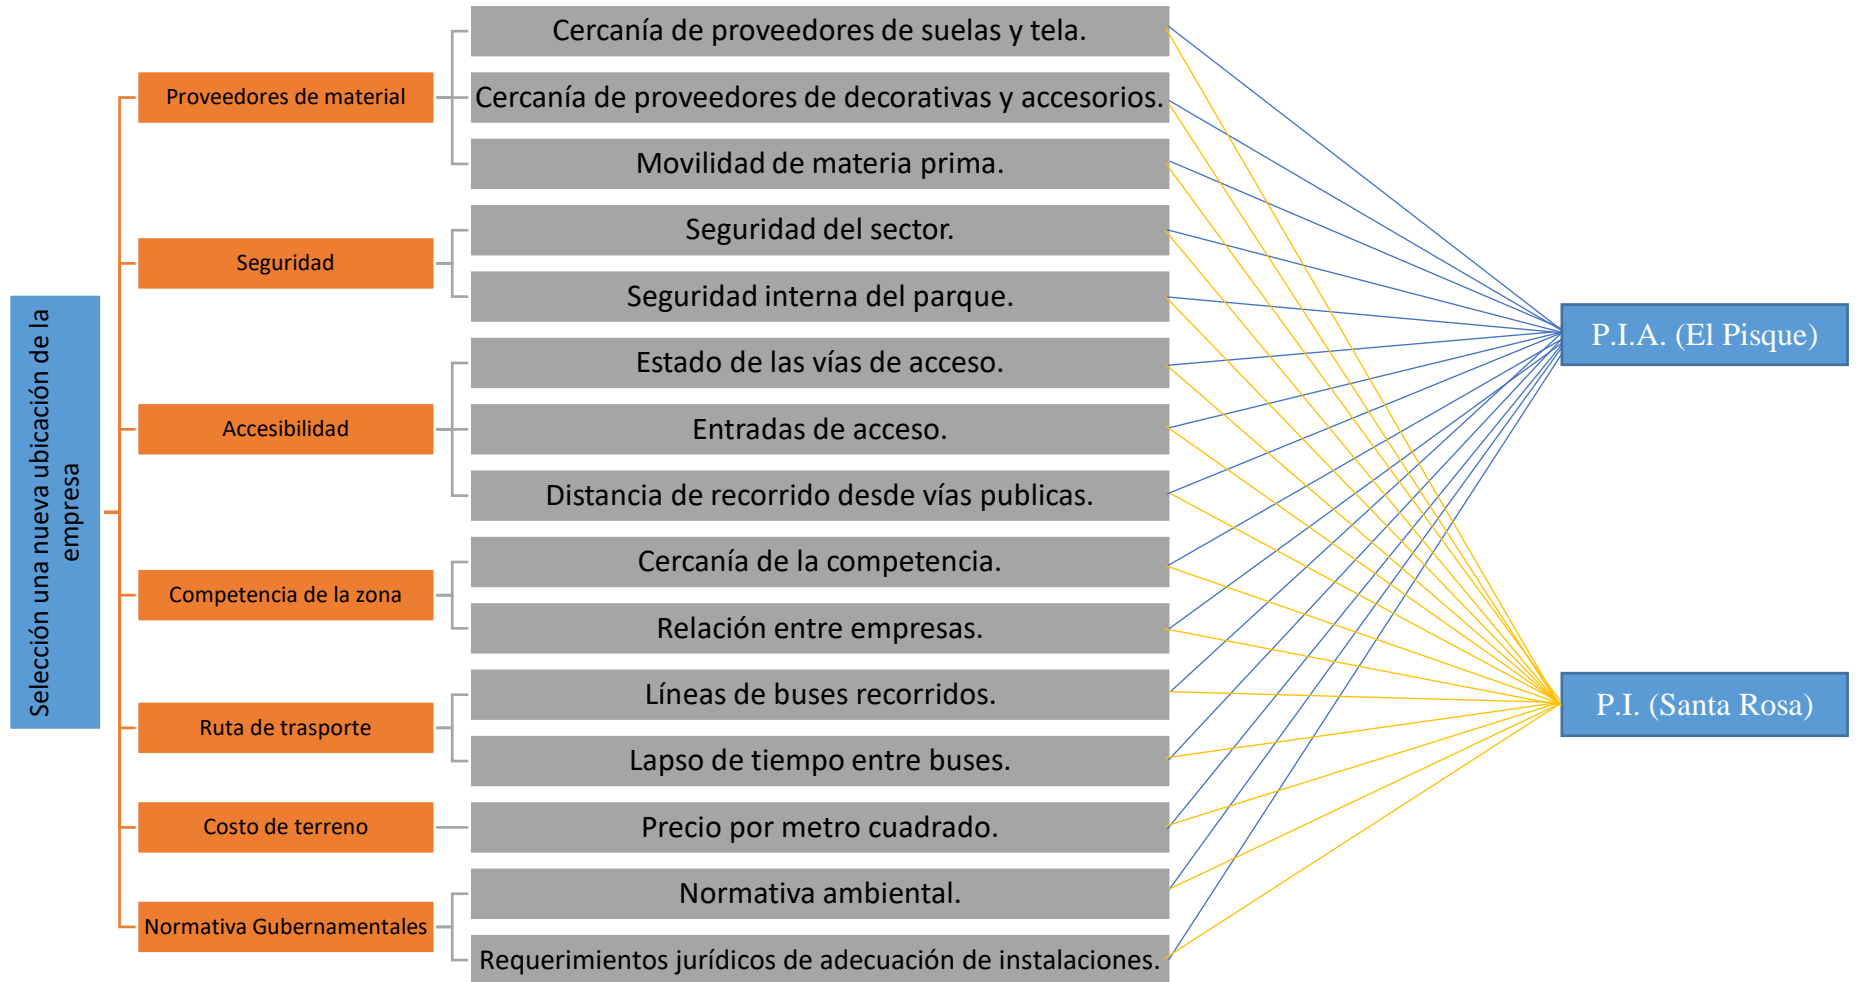 Selección una nueva ubicación de la
empresa
Proveedores de material
Cercanía de proveedores de suelas y tela.
Cercanía de proveedores de decorativas y accesorios.
Movilidad de materia prima.
Seguridad
Seguridad del sector.
Seguridad interna del parque.
Accesibilidad
Estado de las vías de acceso.
Entradas de acceso.
Distancia de recorrido desde vías publicas.
Competencia de la zona
Cercanía de la competencia.
Relación entre empresas.
Ruta de trasporte
Líneas de buses recorridos.
Lapso de tiempo entre buses.
Costo de terreno
Precio por metro cuadrado.
Normativa Gubernamentales
Normativa ambiental.
Requerimientos jurídicos de adecuación de instalaciones.
P.I.A. (El Pisque)
P.I. (Santa Rosa)